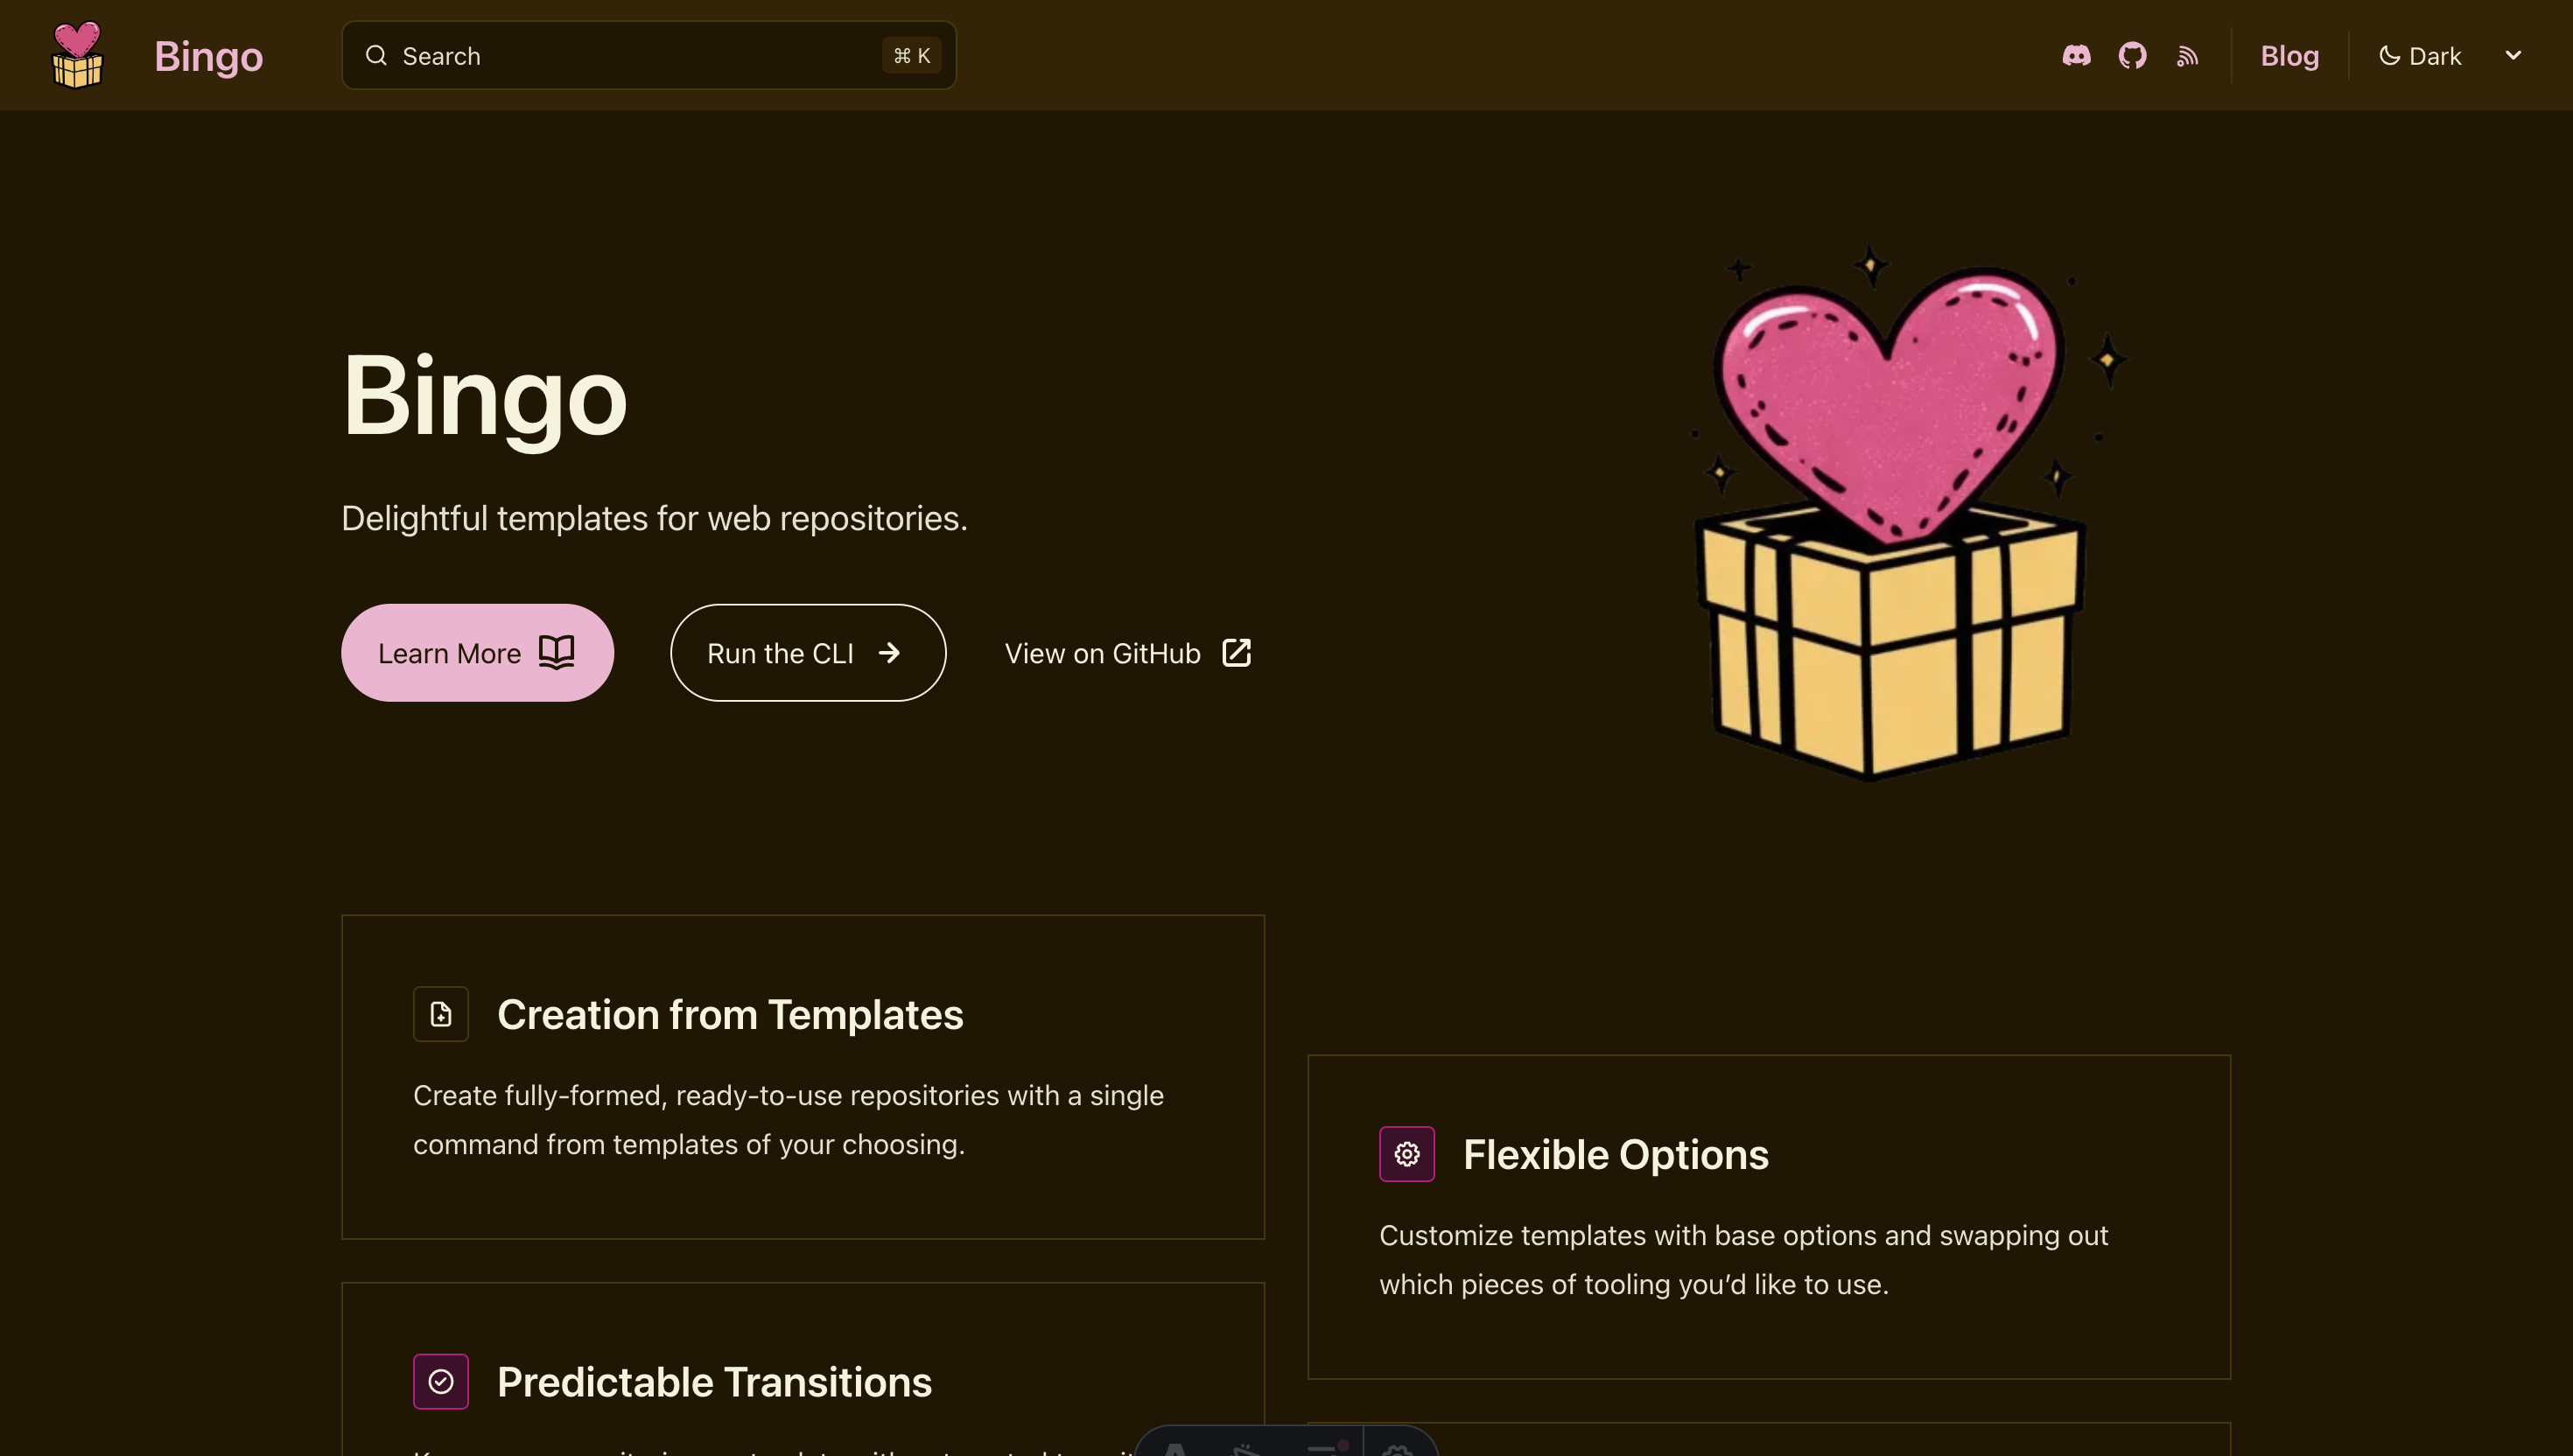 Bingo
Search
⌘ K
Blog
Dark
Bingo
Delightful templates for web repositories.
Learn More
Run the CLI
View on GitHub
Creation from Templates
Create fully-formed, ready-to-use repositories with a single
command from templates of your choosing.
Flexible Options
Customize templates with base options and swapping out
which pieces of tooling you’d like to use.
Predictable Transitions